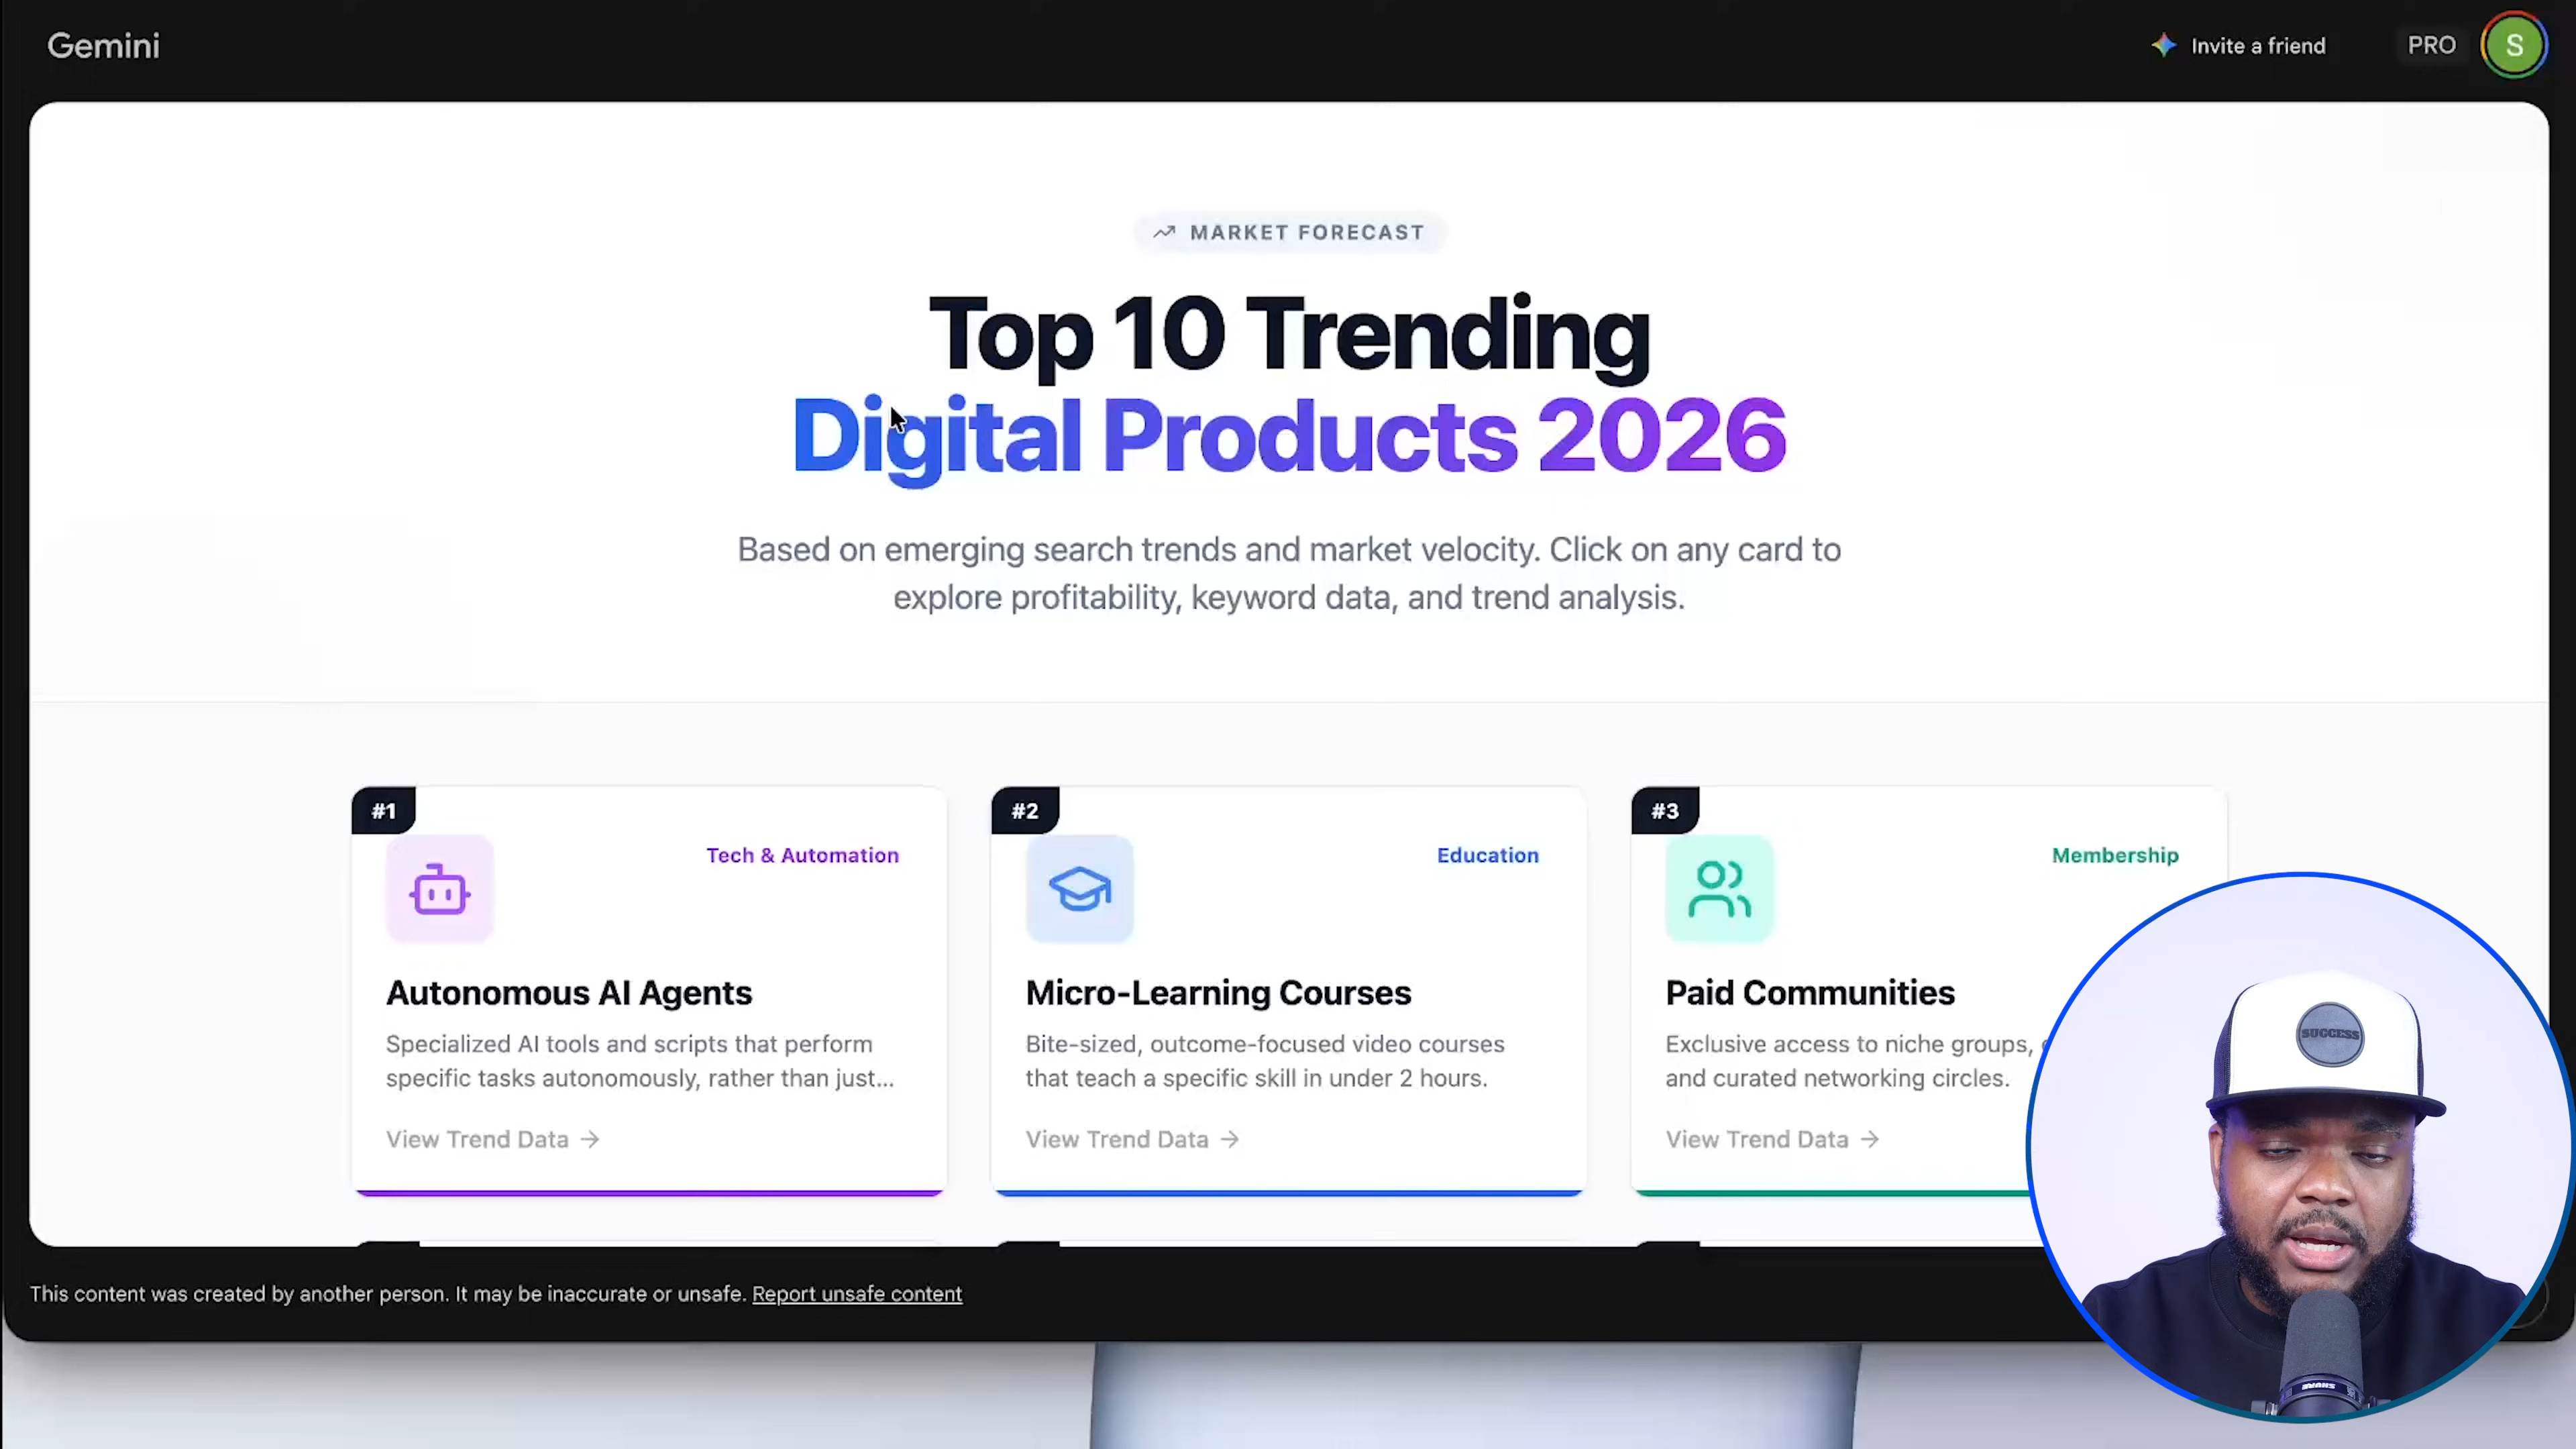 Gemini
Invite a friend
PRO
S
MARKET FORECAST
Top 10 Trending
Digital Products 2026
Based on emerging search trends and market velocity. Click on any card to
explore profitability, keyword data, and trend analysis.
#1
Tech & Automation
Autonomous AI Agents
Specialized AI tools and scripts that perform
specific tasks autonomously, rather than just...
View Trend Data →
#2
Education
Micro-Learning Courses
Bite-sized, outcome-focused video courses
that teach a specific skill in under 2 hours.
View Trend Data →
#3
Membership
Paid Communities
Exclusive access to niche groups,
and curated networking circles.
View Trend Data →
SUCCESS
SHURE
This content was created by another person. It may be inaccurate or unsafe. Report unsafe content